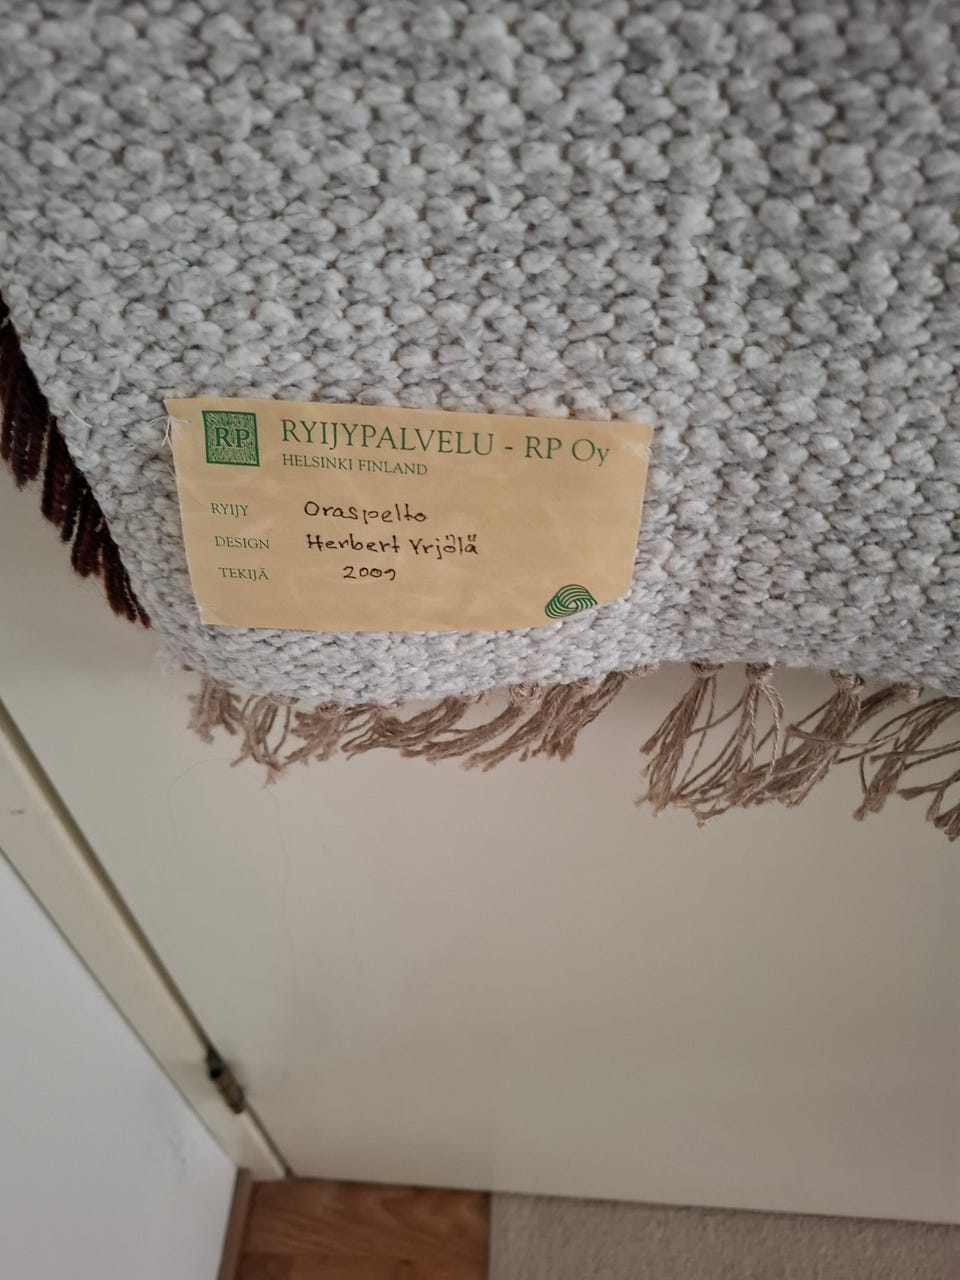 RP
RYIJYPALVELU - RP Oy
HELSINKI FINLAND
RYIJY Oraspelto
DESIGN Herbert Yrjölä
TEKIJÄ 2009